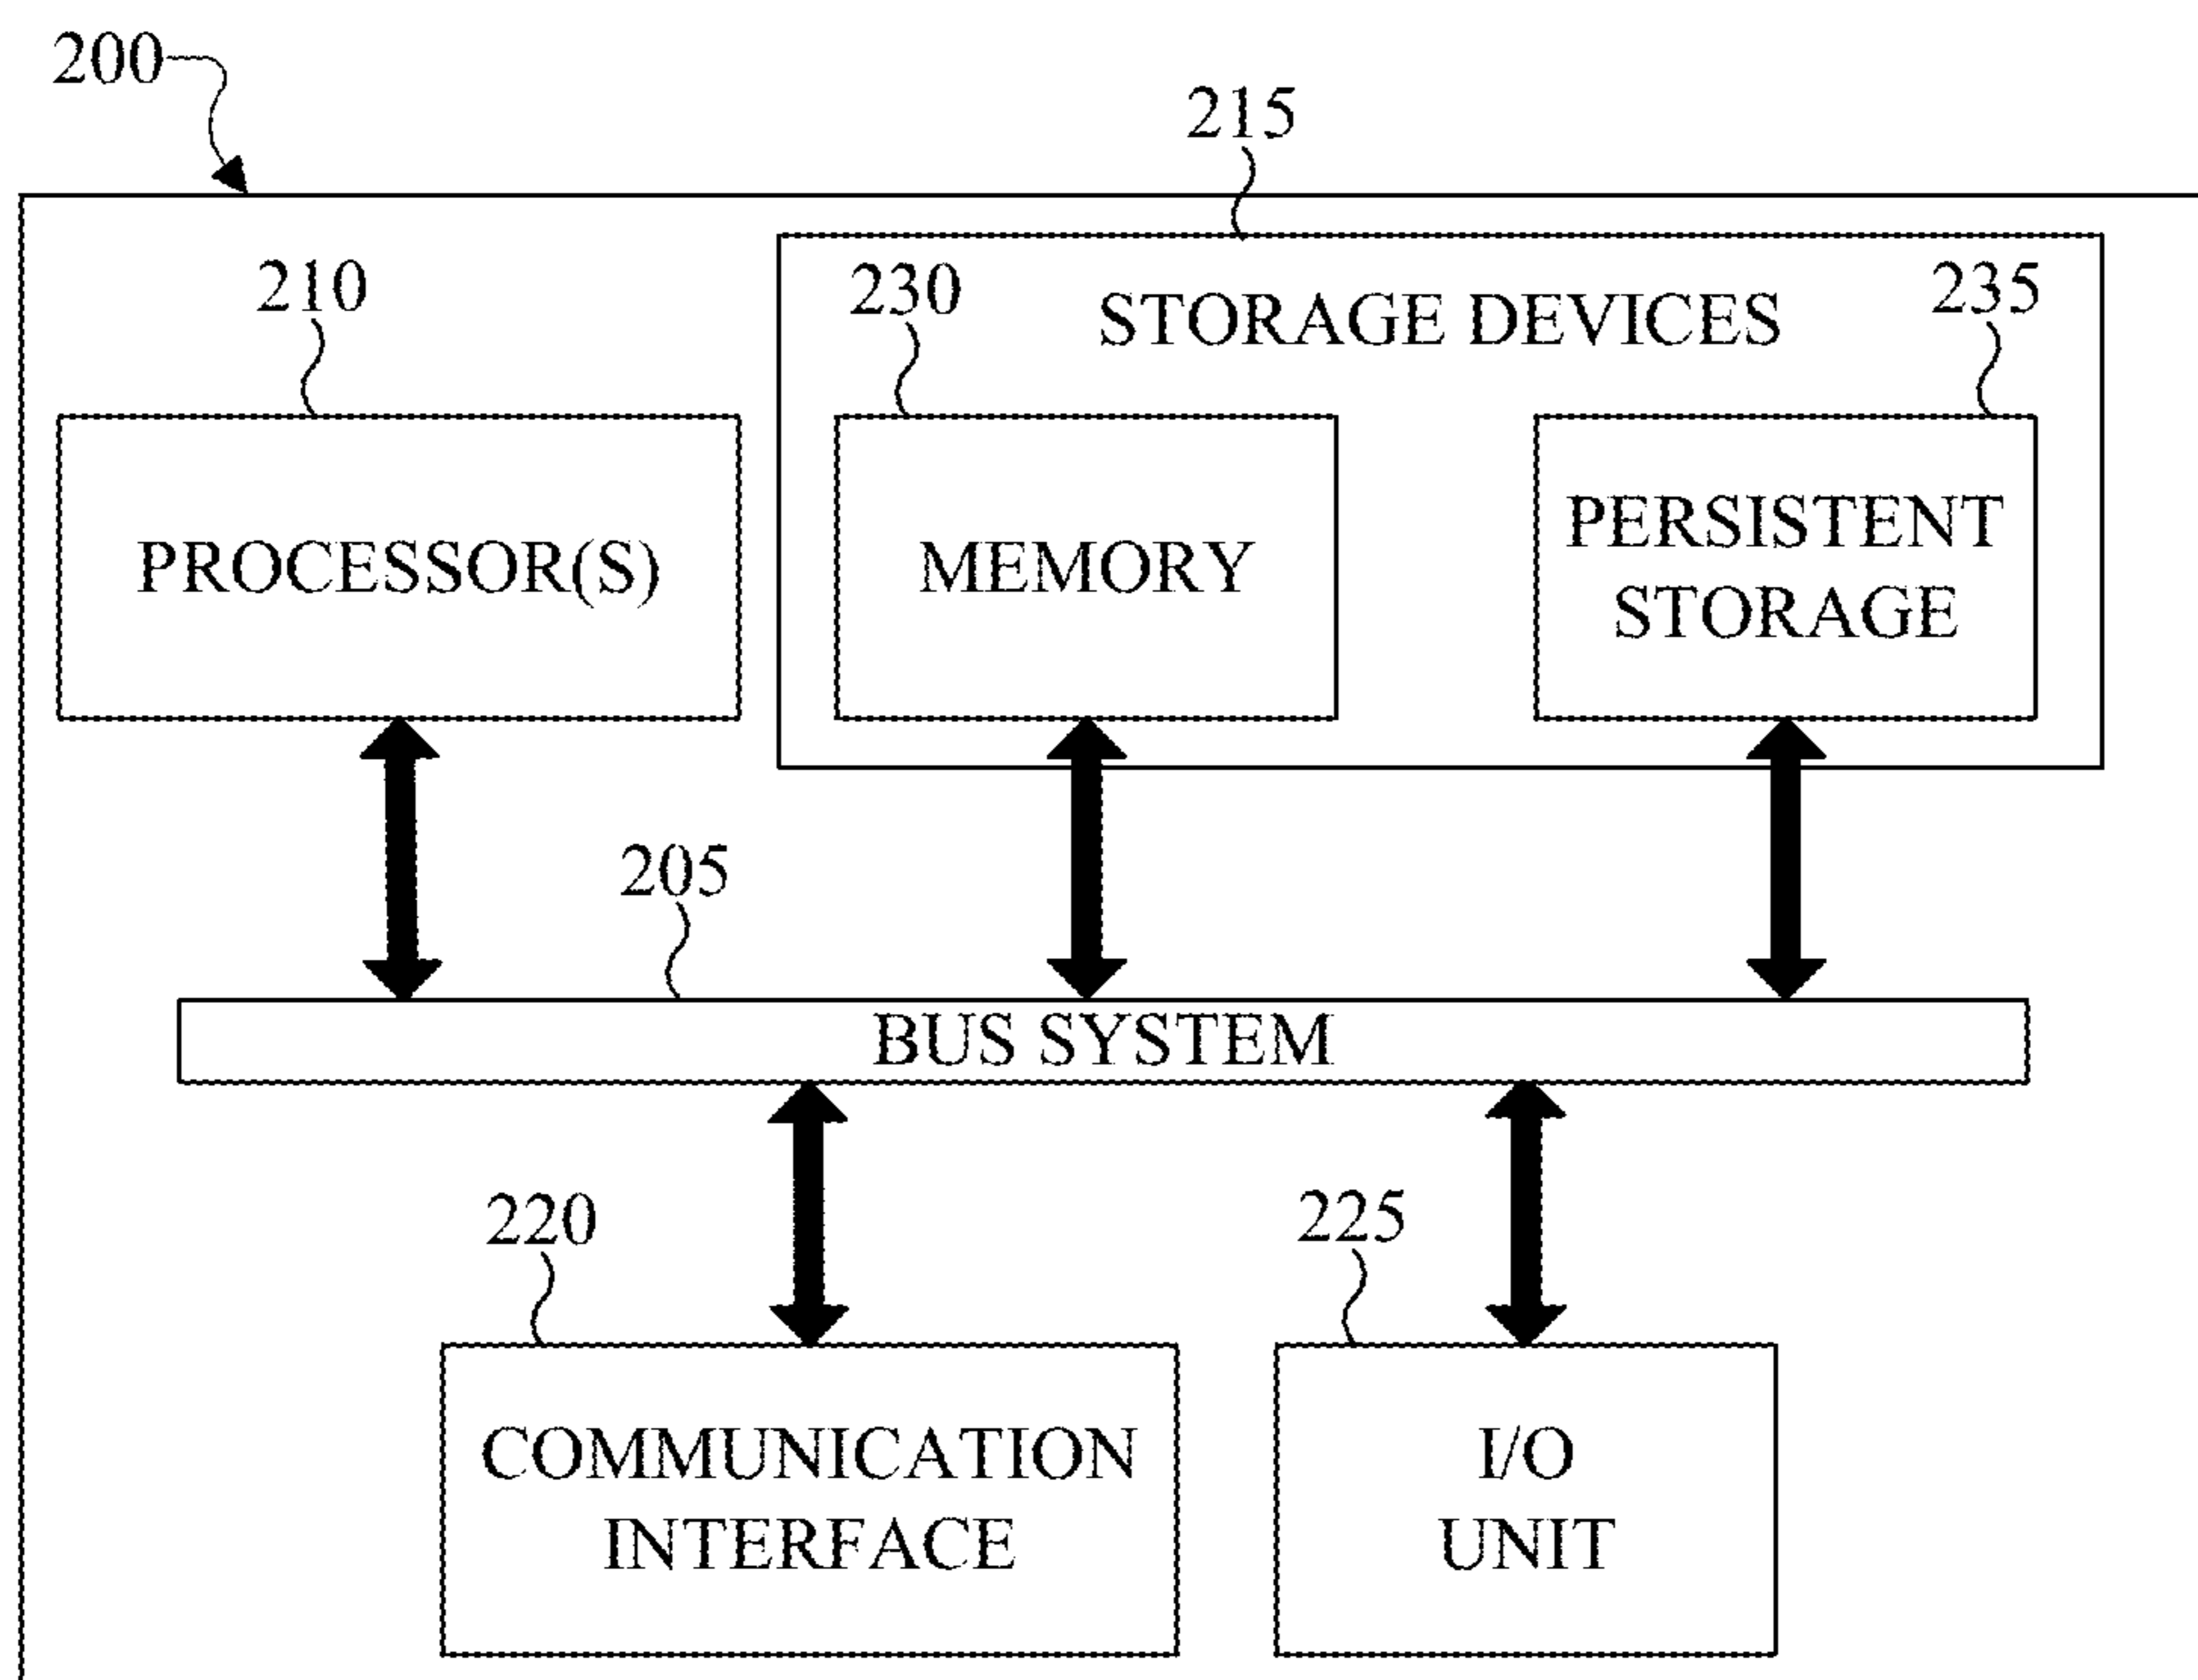 200
215
210
230
STORAGE DEVICES
235
PROCESSOR(S)
MEMORY
PERSISTENT
STORAGE
205
BUS SYSTEM
220
225
COMMUNICATION
INTERFACE
I/O
UNIT